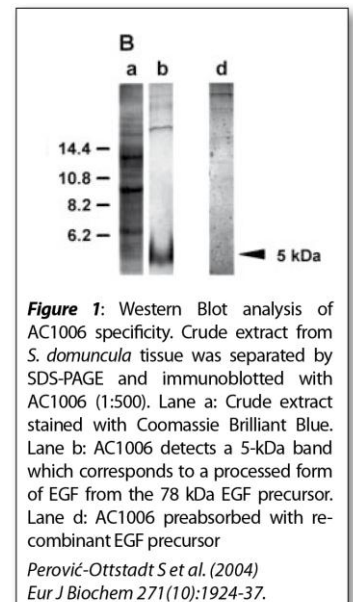 B
a b d
14.4
10.8
8.2
6.2
5 kDa
Figure 1: Western Blot analysis of
AC1006 specificity. Crude extract from
S. domuncula tissue was separated by
SDS-PAGE and immunoblotted with
AC1006 (1:500). Lane a: Crude extract
stained with Coomassie Brilliant Blue.
Lane b: AC1006 detects a 5-kDa band
which corresponds to a processed form
of EGF from the 78 kDa EGF precursor.
Lane d: AC1006 preabsorbed with re-
combinant EGF precursor
Perović-Ottstadt S et al. (2004)
Eur J Biochem 271(10):1924-37.